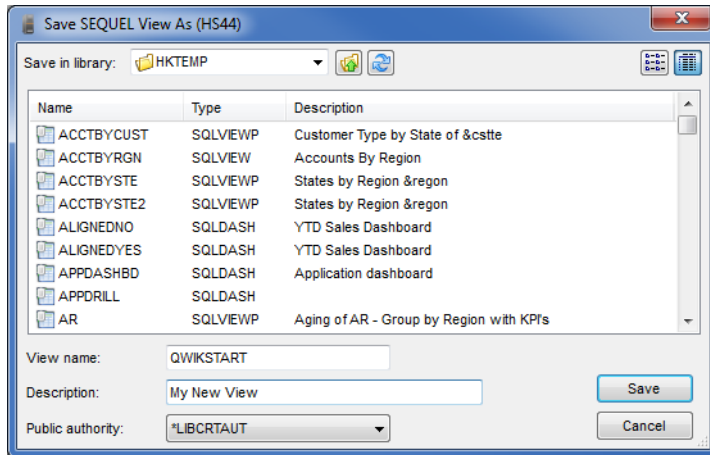 Save SEQUEL View As (HS44)
Save in library: HKTEMP
Name Type Description
ACCTBYCUST SQLVIEWP Customer Type by State of &cstte
ACCTBYRGN SQLVIEW Accounts By Region
ACCTBYSTE SQLVIEWP States by Region &regon
ACCTBYSTE2 SQLVIEWP States by Region &regon
ALIGNEDNO SQLDASH YTD Sales Dashboard
ALIGNEDYES SQLDASH YTD Sales Dashboard
APPDASHBD SQLDASH Application dashboard
APPDRILL SQLDASH
AR SQLVIEWP Aging of AR - Group by Region with KPI's
View name: QWIKSTART
Description: My New View Save
Public authority: *LIBCRTAUT Cancel